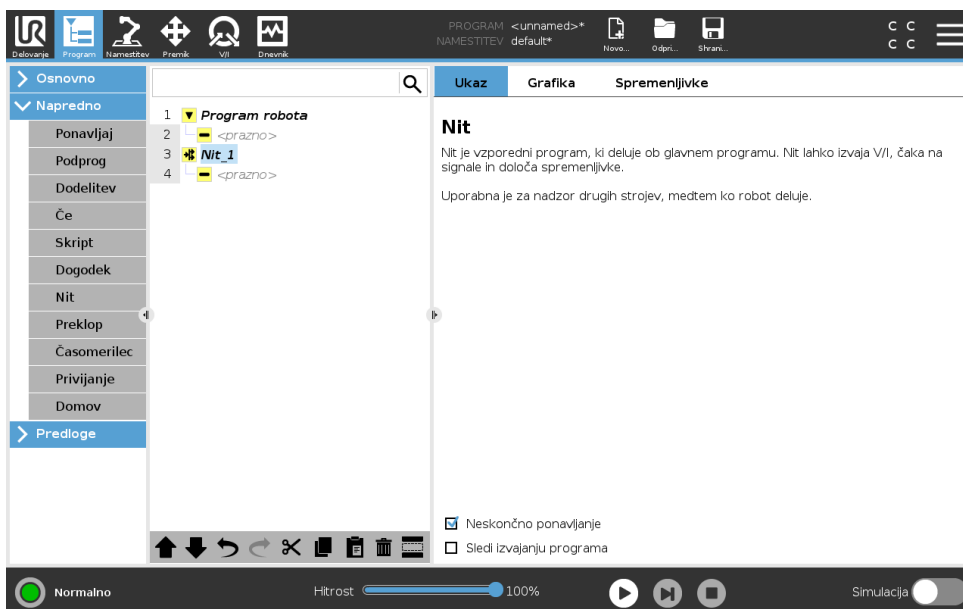 UR
PROGRAM <unnamed>*
NAMESTITEV default*
Delovanje Program Namestitev Premik V/I Dnevnik
Novo... Odpri... Shrani...
C C
C C
Osnovno
Napredno
Ponavljaj
Podprog
Dodelitev
Če
Skript
Dogodek
Nit
Preklop
Časomerilec
Privijanje
Domov
Predloge
1 Program robota
2 <prazno>
3 Nit_1
4 <prazno>
Ukaz Grafika Spremenljivke
Nit
Nit je vzporedni program, ki deluje ob glavnem programu. Nit lahko izvaja V/I, čaka na
signale in določa spremenljivke.
Uporabna je za nadzor drugih strojev, medtem ko robot deluje.
Neskončno ponavljanje
Sledi izvajanju programa
Normalno
Hitrost 100%
Simulacija